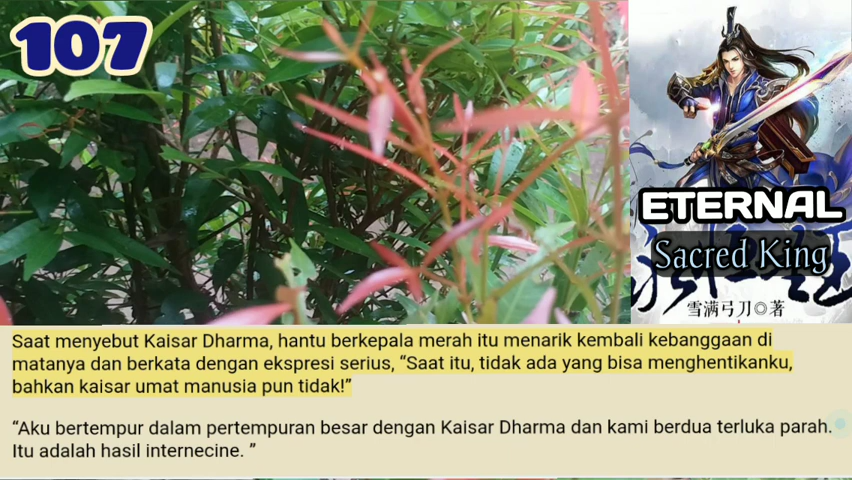 107
ETERNAL
Sacred King
雪满弓刀◎著
Saat menyebut Kaisar Dharma, hantu berkepala merah itu menarik kembali kebanggaan di
matanya dan berkata dengan ekspresi serius, “Saat itu, tidak ada yang bisa menghentikanku,
bahkan kaisar umat manusia pun tidak!”
“Aku bertempur dalam pertempuran besar dengan Kaisar Dharma dan kami berdua terluka parah.
Itu adalah hasil internecine. ”